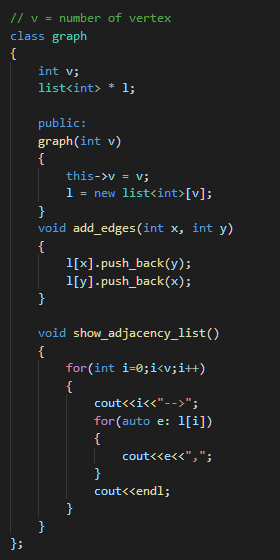 // v = number of vertex
class graph
{
    int v;
    list<int> * l;

    public:
    graph(int v)
    {
        this->v = v;
        l = new list<int>[v];
    }
    void add_edges(int x, int y)
    {
        l[x].push_back(y);
        l[y].push_back(x);
    }

    void show_adjacency_list()
    {
        for(int i=0;i<v;i++)
        {
            cout<<i<<"-->";
            for(auto e: l[i])
            {
                cout<<e<<",";
            }
            cout<<endl;
        }
    }
};